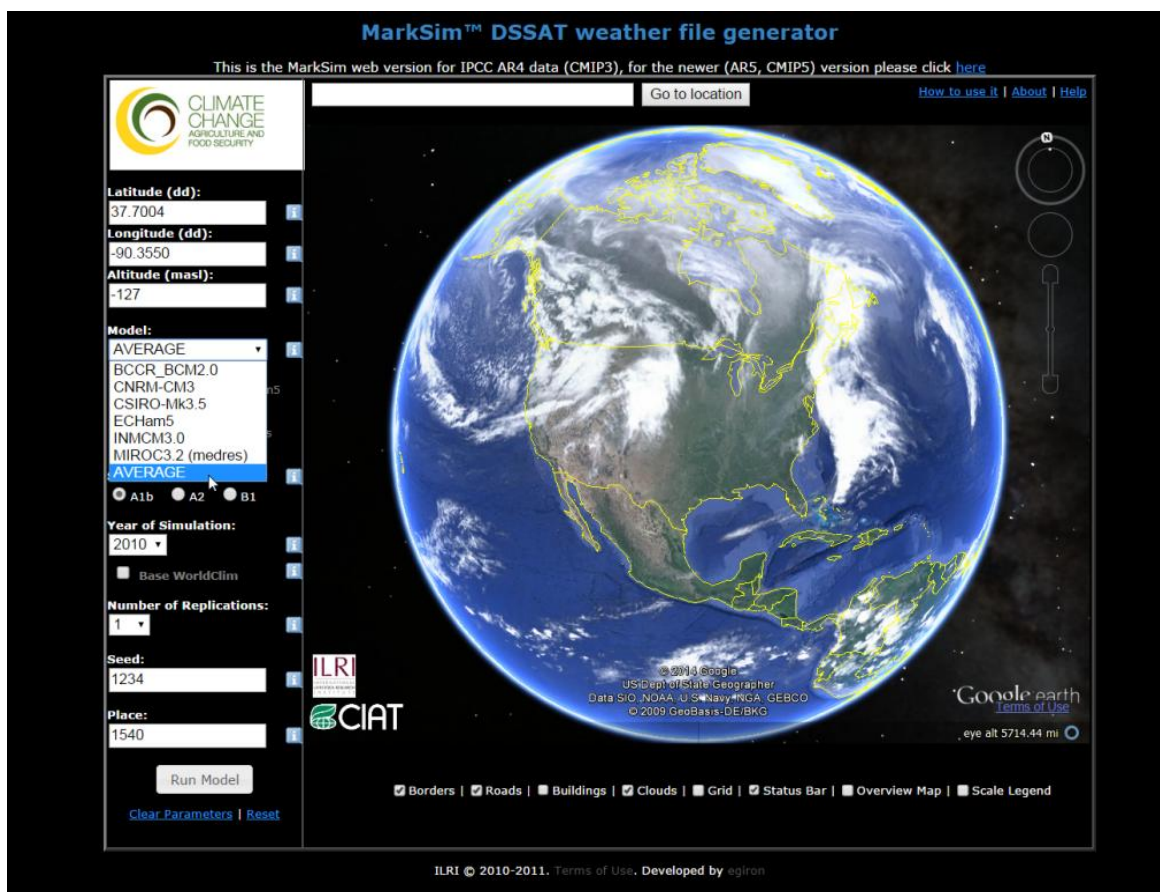 MarkSim™ DSSAT weather file generator
This is the MarkSim web version for IPCC AR4 data (CMIP3), for the newer (AR5, CMIP5) version please click here
CLIMATE
CHANGE
AGRICULTURE AND
FOOD SECURITY
Go to location
How to use it | About | Help
Latitude (dd):
37.7004
Longitude (dd):
-90.3550
Altitude (masl):
-127
Model:
AVERAGE
BCCR_BCM2.0
CNRM-CM3
CSIRO-Mk3.5
ECHam5
INMCM3.0
MIROC3.2 (medres)
AVERAGE
A1b A2 B1
Year of Simulation:
2010
Base WorldClim
Number of Replications:
1
Seed:
1234
Place:
1540
Run Model
Clear Parameters | Reset
N
ILRI
CIAT
© 2014 Google
US Dept of State Geographer
Data SIO, NOAA, U.S. Navy, NGA, GEBCO
© 2009 GeoBasis-DE/BKG
Google earth
Terms of Use
eye alt 5714.44 mi
Borders | Roads | Buildings | Clouds | Grid | Status Bar | Overview Map | Scale Legend
ILRI © 2010-2011. Terms of Use. Developed by egiron